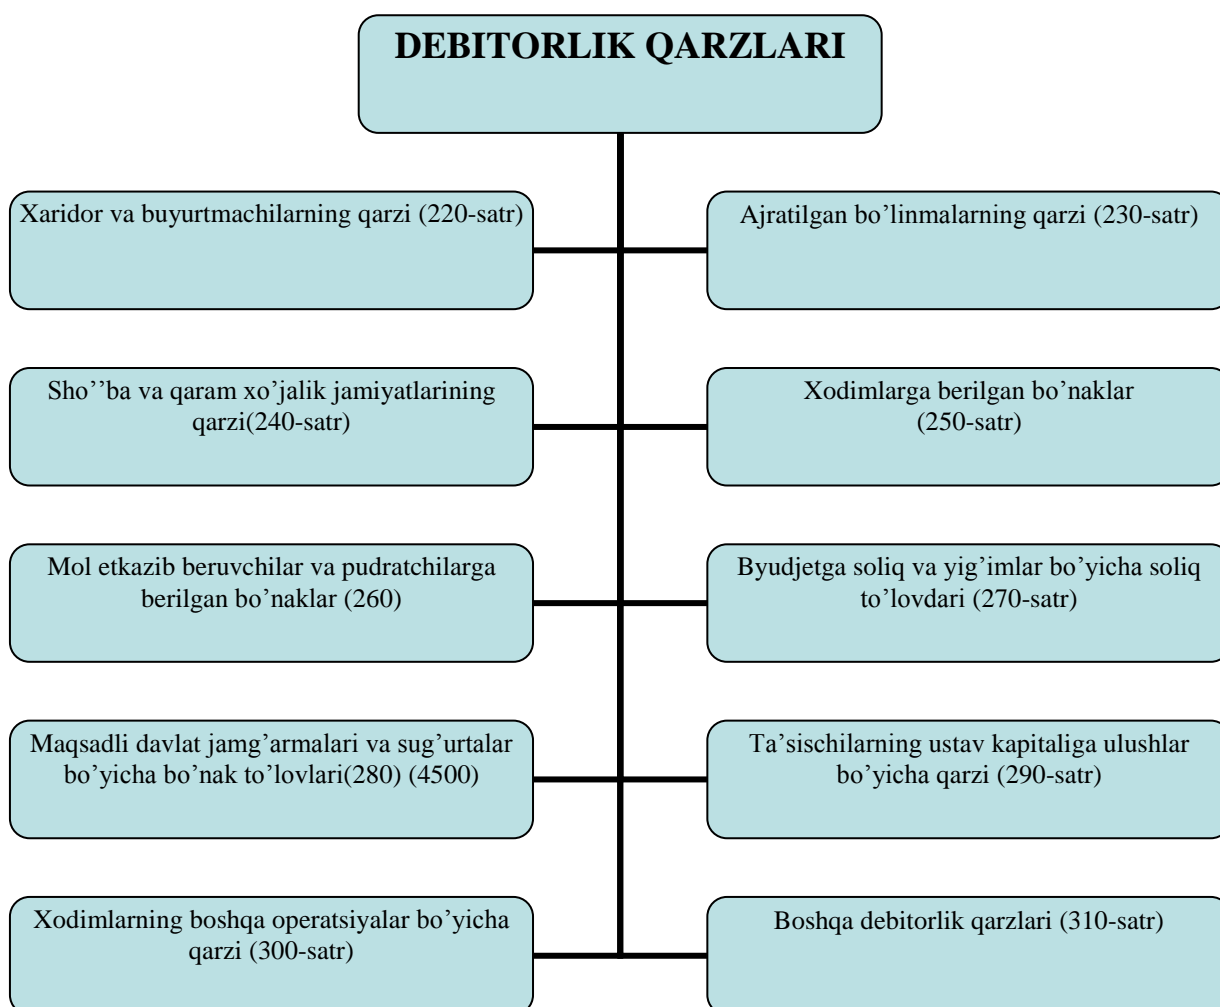 DEBITORLIK QARZLARI
Xaridor va buyurtmachilarning qarzi (220-satr)
Ajratilgan bo’linmalarning qarzi (230-satr)
Sho’’ba va qaram xo’jalik jamiyatlarining
qarzi(240-satr)
Xodimlarga berilgan bo’naklar
(250-satr)
Mol etkazib beruvchilar va pudratchilarga
berilgan bo’naklar (260)
Byudjetga soliq va yig’imlar bo’yicha soliq
to’lovdari (270-satr)
Maqsadli davlat jamg’armalari va sug’urtalar
bo’yicha bo’nak to’lovlari(280) (4500)
Ta’sischilarning ustav kapitaliga ulushlar
bo’yicha qarzi (290-satr)
Xodimlarning boshqa operatsiyalar bo’yicha
qarzi (300-satr)
Boshqa debitorlik qarzlari (310-satr)